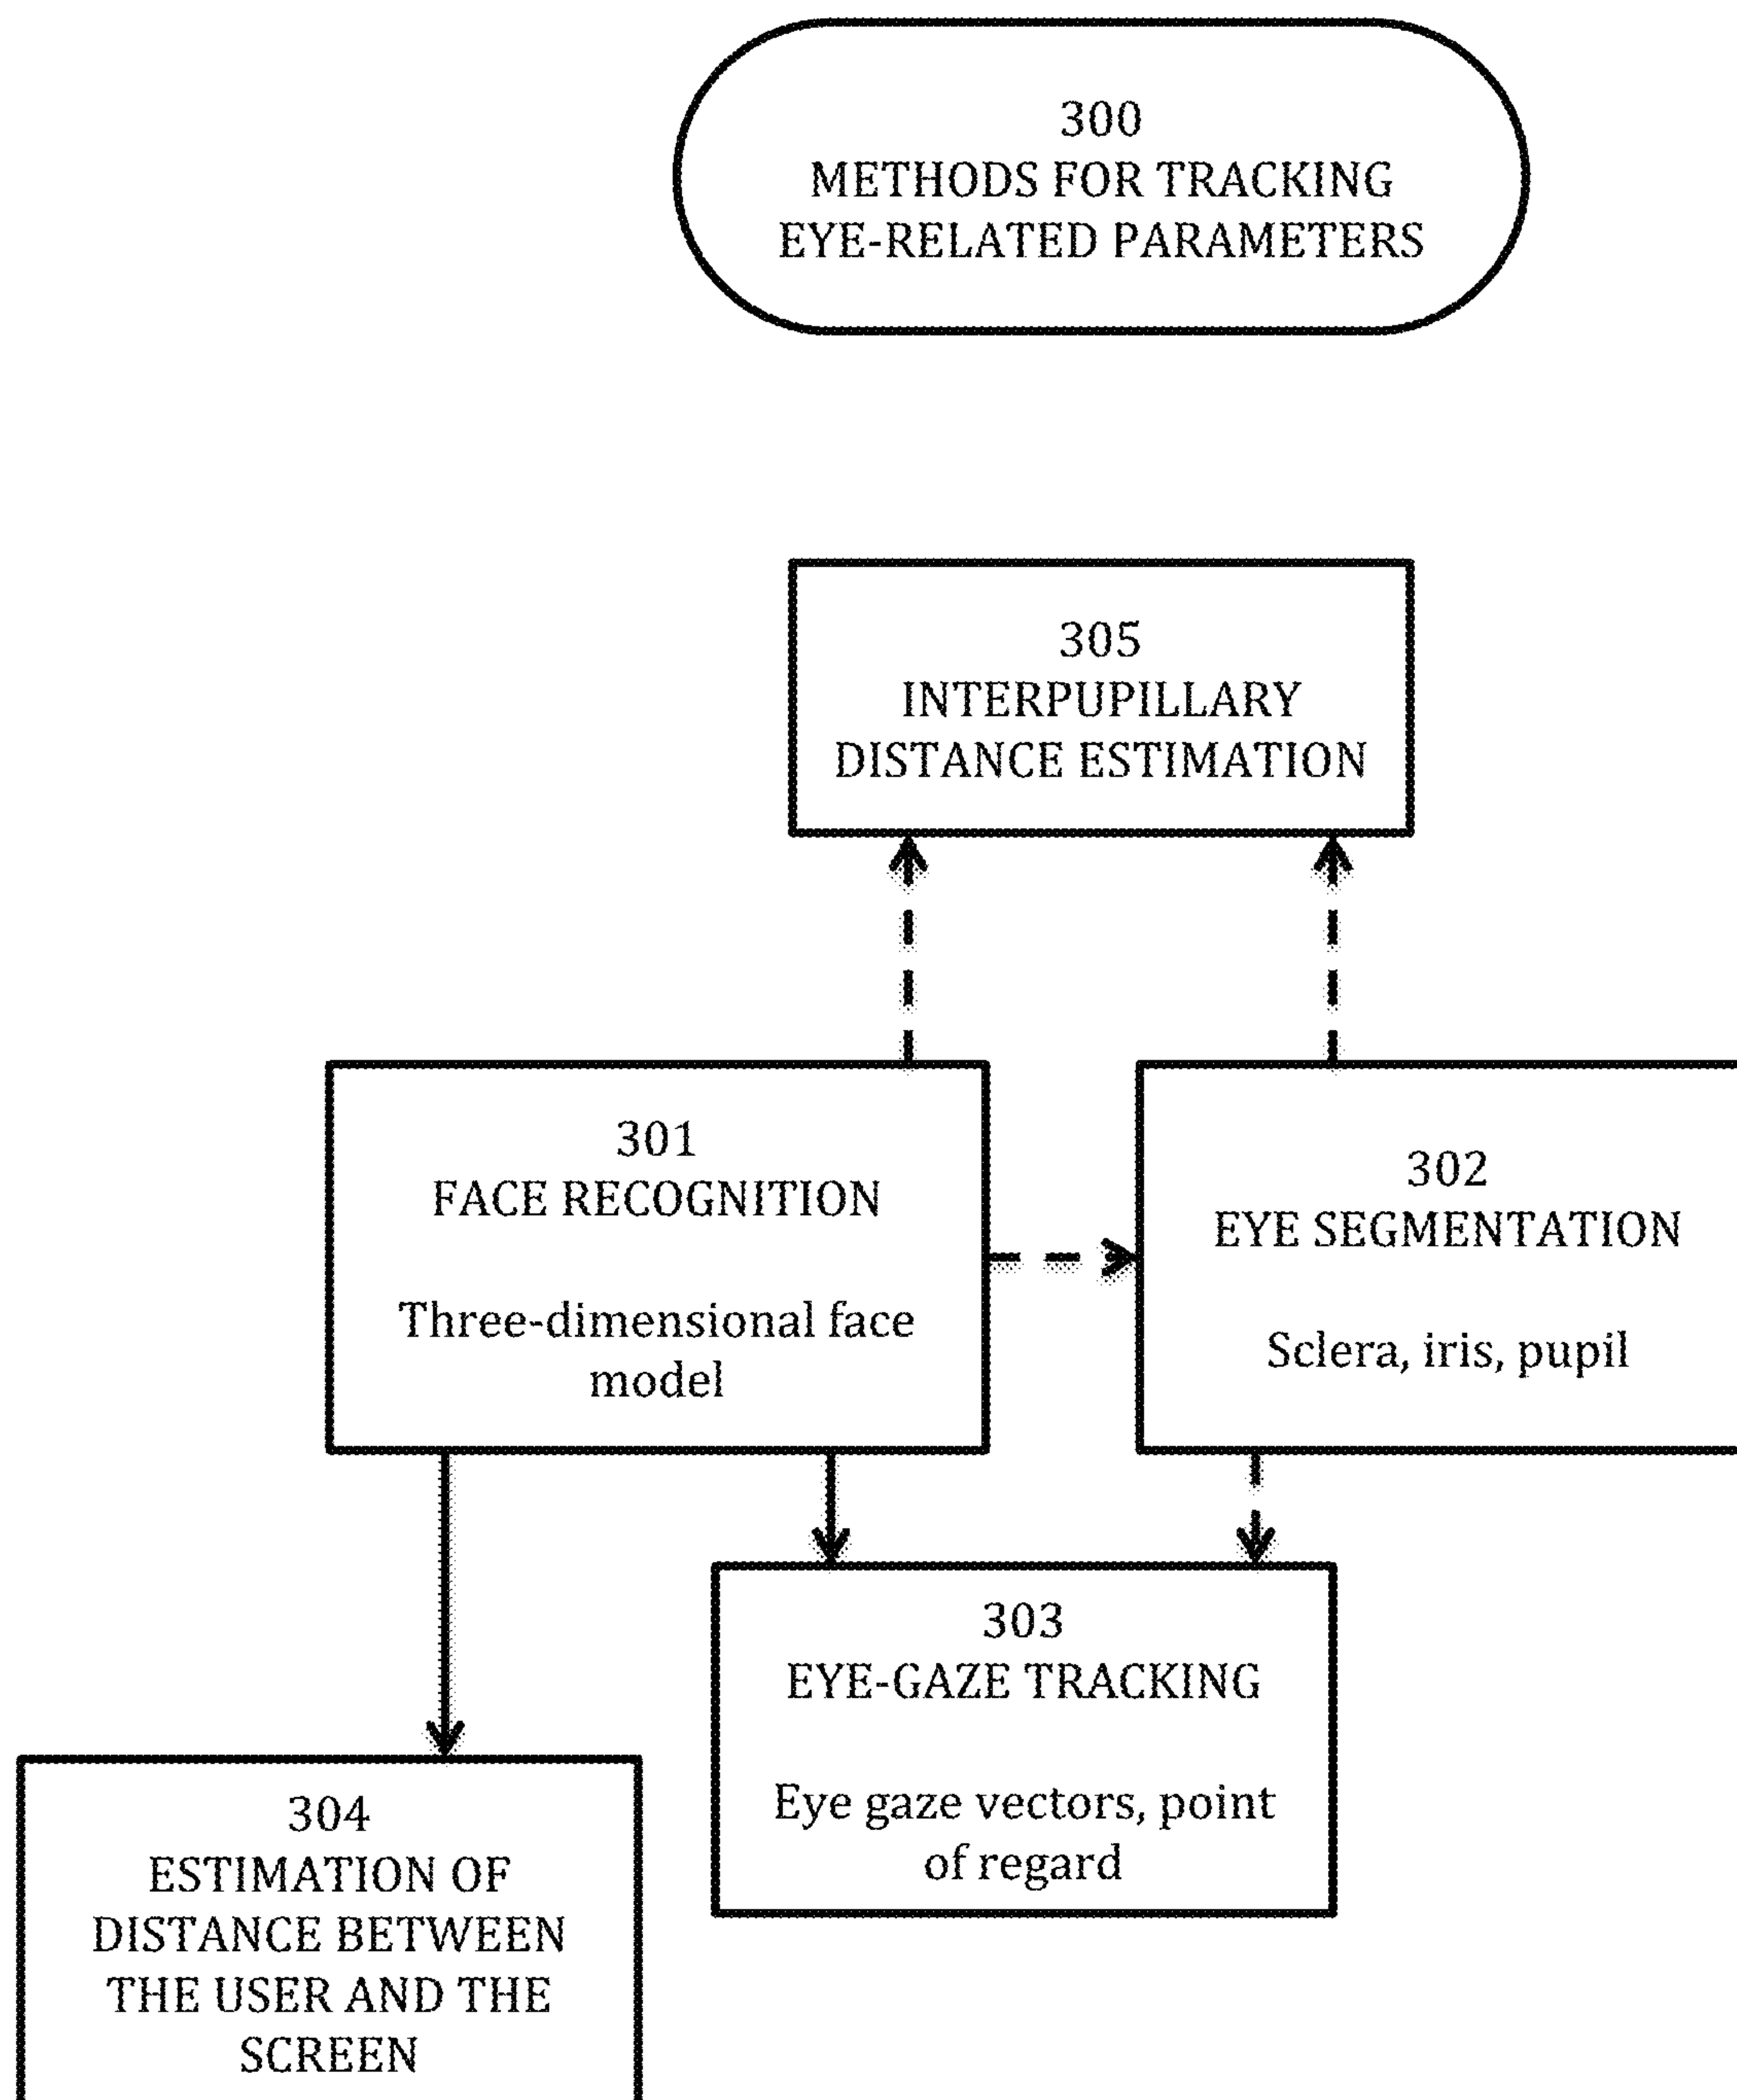 300
METHODS FOR TRACKING
EYE-RELATED PARAMETERS
305
INTERPUPILLARY
DISTANCE ESTIMATION
301
FACE RECOGNITION
Three-dimensional face
model
302
EYE SEGMENTATION
Sclera, iris, pupil
303
EYE-GAZE TRACKING
Eye gaze vectors, point
of regard
304
ESTIMATION OF
DISTANCE BETWEEN
THE USER AND THE
SCREEN